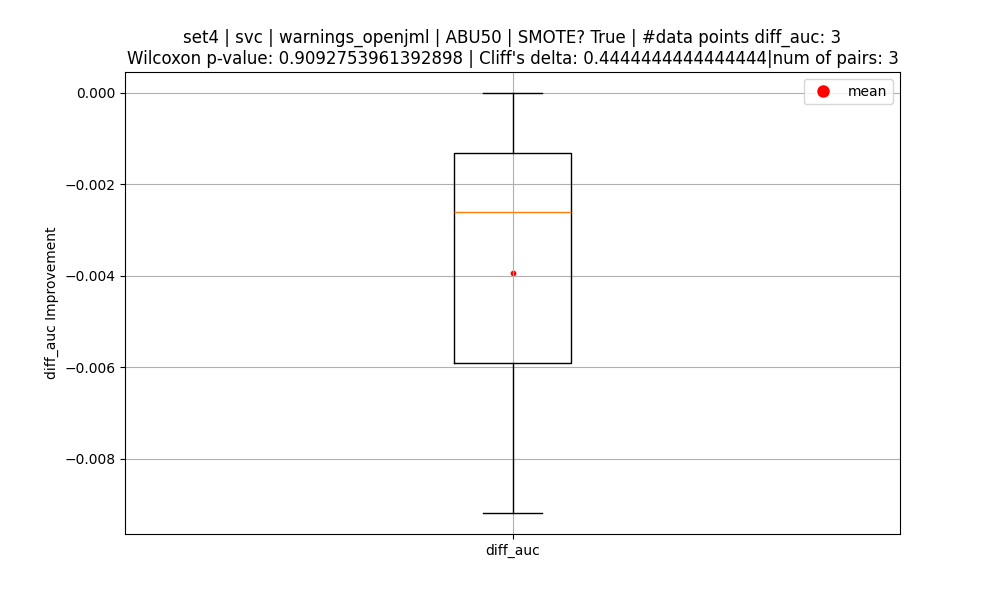 set4 | svc | warnings_openjml | ABU50 | SMOTE? True | #data points diff_auc: 3
Wilcoxon p-value: 0.9092753961392898 | Cliff's delta: 0.4444444444444444|num of pairs: 3
mean
0.000
−0.002
−0.004
−0.006
−0.008
diff_auc Improvement
diff_auc